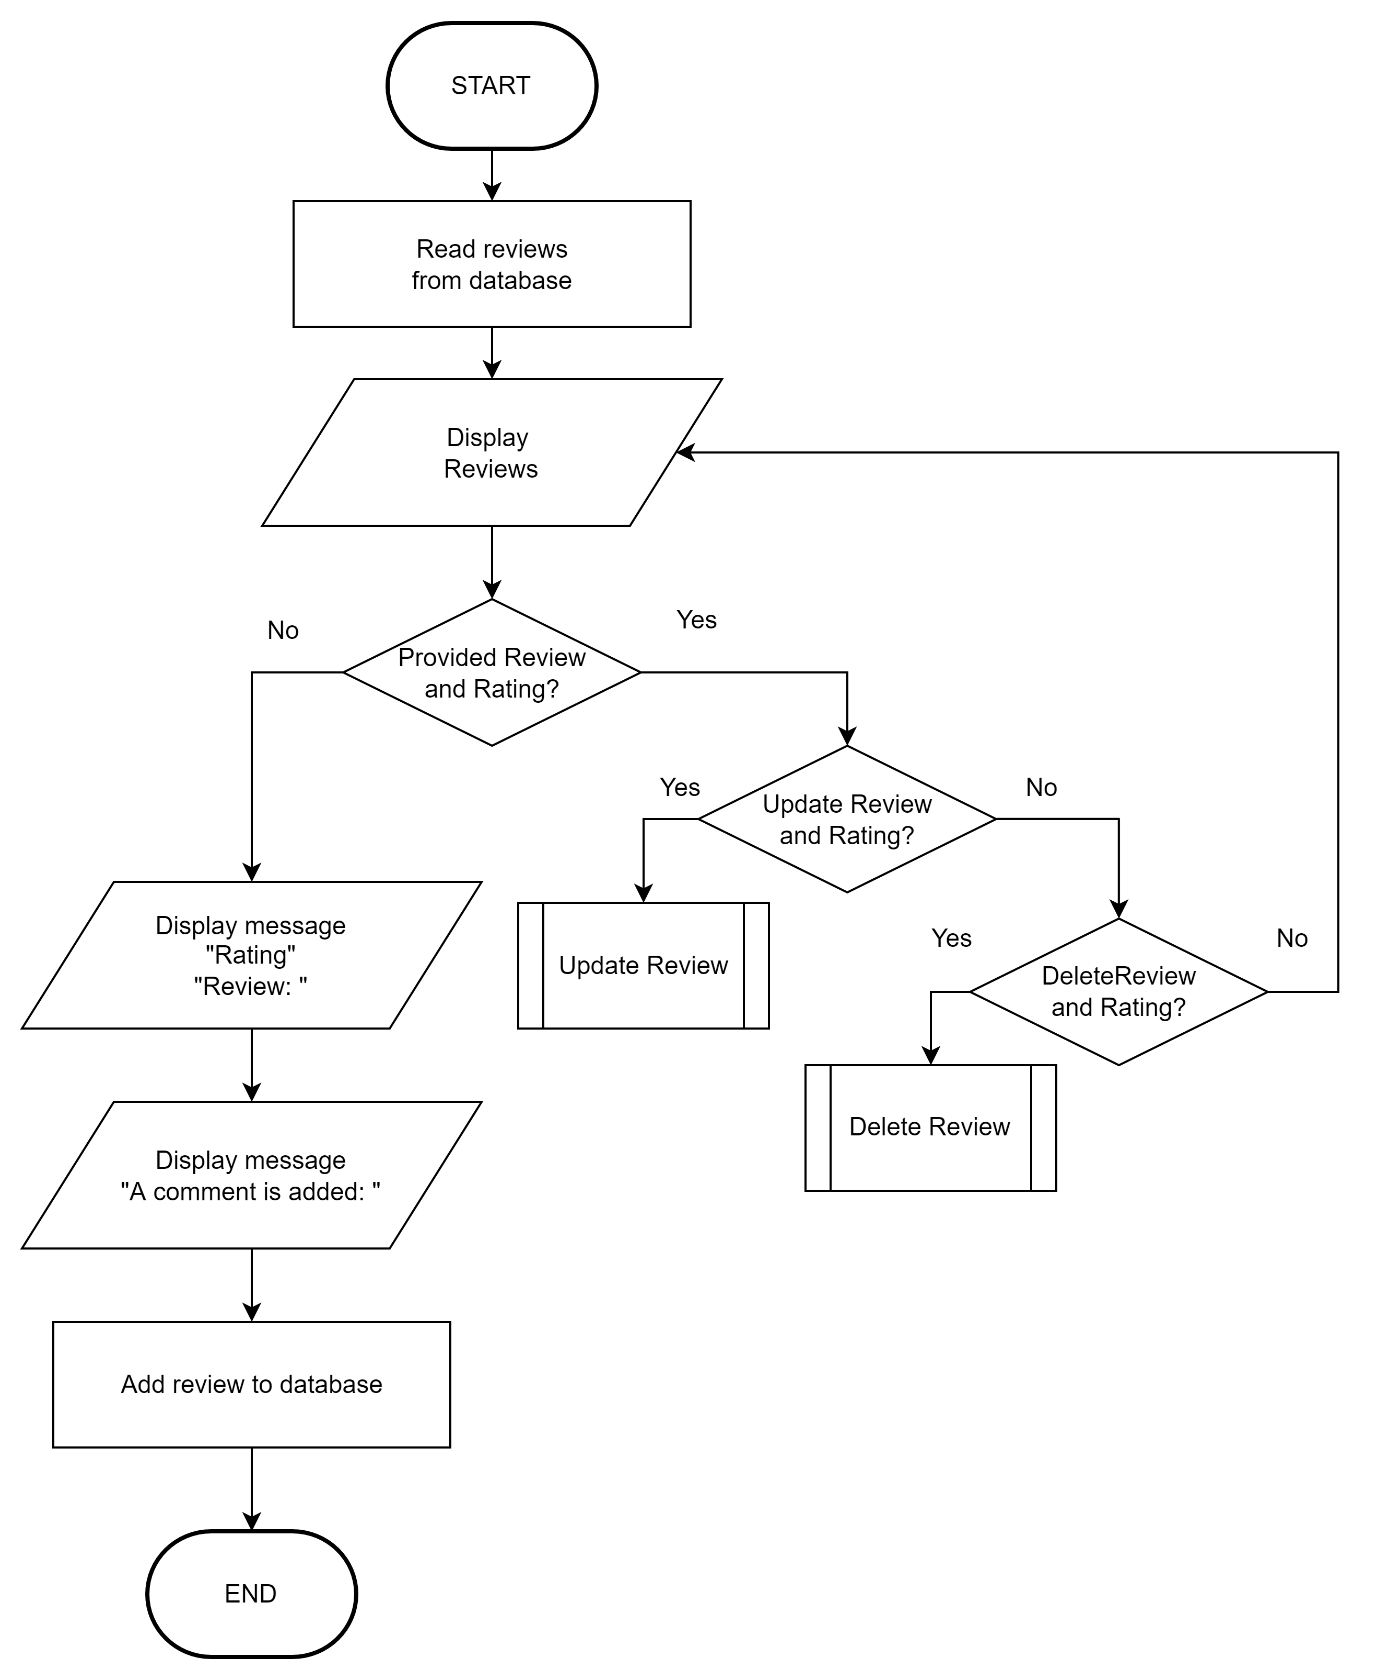 START
Read reviews
from database
Display
Reviews
No
Yes
Provided Review
and Rating?
Yes
No
Update Review
and Rating?
Display message
"Rating"
"Review: "
Update Review
Yes
No
DeleteReview
and Rating?
Delete Review
Display message
"A comment is added: "
Add review to database
END